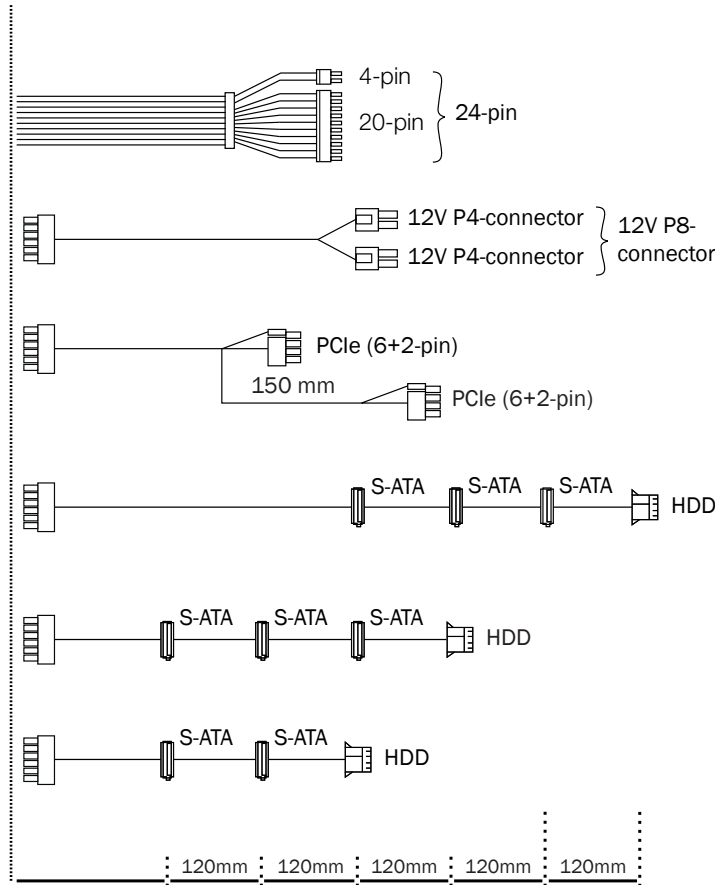 4-pin
20-pin
24-pin
12V P4-connector
12V P4-connector
12V P8-
connector
PCIe (6+2-pin)
150 mm
PCIe (6+2-pin)
S-ATA S-ATA S-ATA
HDD
S-ATA S-ATA S-ATA
HDD
S-ATA S-ATA
HDD
120mm 120mm 120mm 120mm 120mm